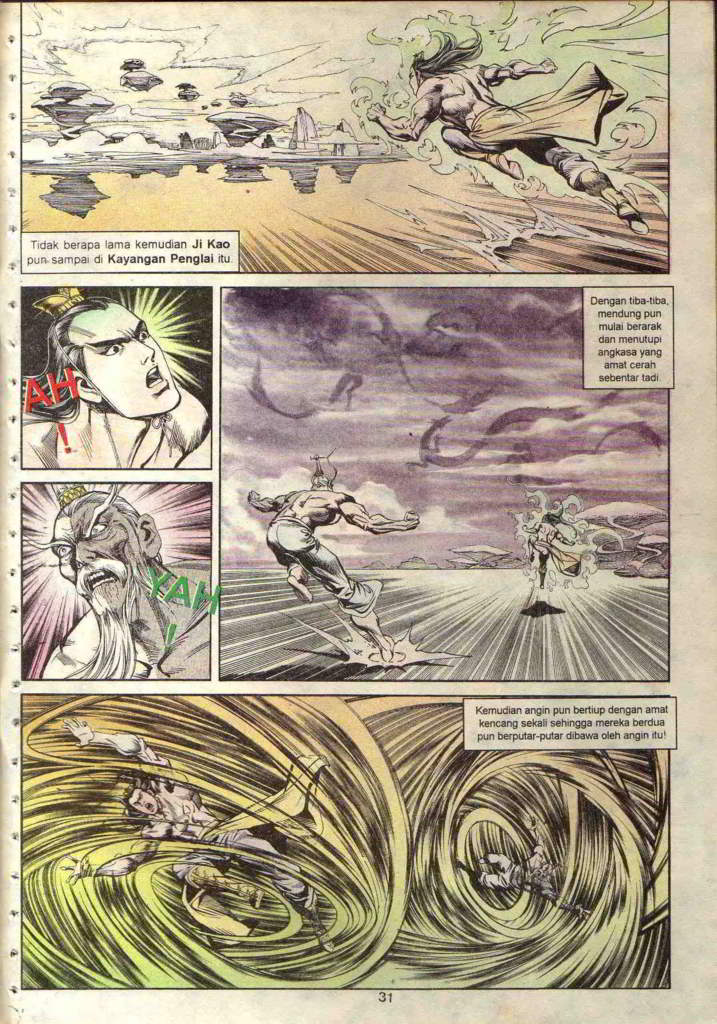 Tidak berapa lama kemudian Ji Kao
pun sampai di Kayangan Penglai itu.
Dengan tiba-tiba,
mendung pun
mulai berarak
dan menutupi
angkasa yang
amat cerah
sebentar tadi.
AH
!
YAH
!
Kemudian angin pun bertiup dengan amat
kencang sekali sehingga mereka berdua
pun berputar-putar dibawa oleh angin itu!
31